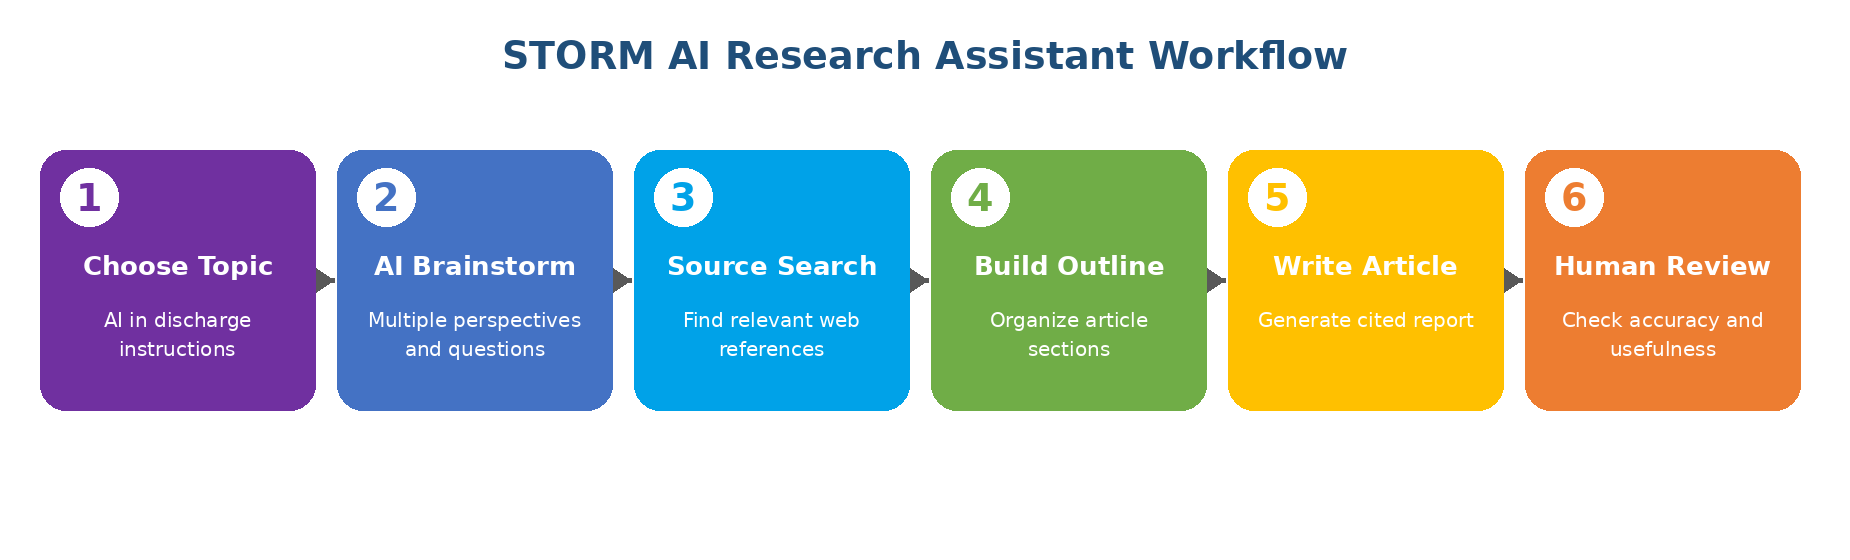 STORM AI Research Assistant Workflow
1
Choose Topic
AI in discharge
instructions
2
AI Brainstorm
Multiple perspectives
and questions
3
Source Search
Find relevant web
references
4
Build Outline
Organize article
sections
5
Write Article
Generate cited report
6
Human Review
Check accuracy and
usefulness